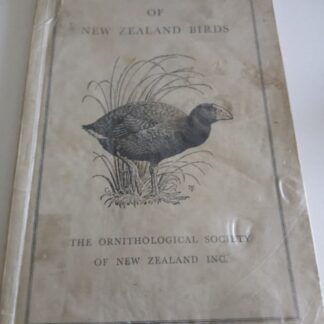 OF
NEW ZEALAND BIRDS
THE ORNITHOLOGICAL SOCIETY
OF NEW ZEALAND INC.